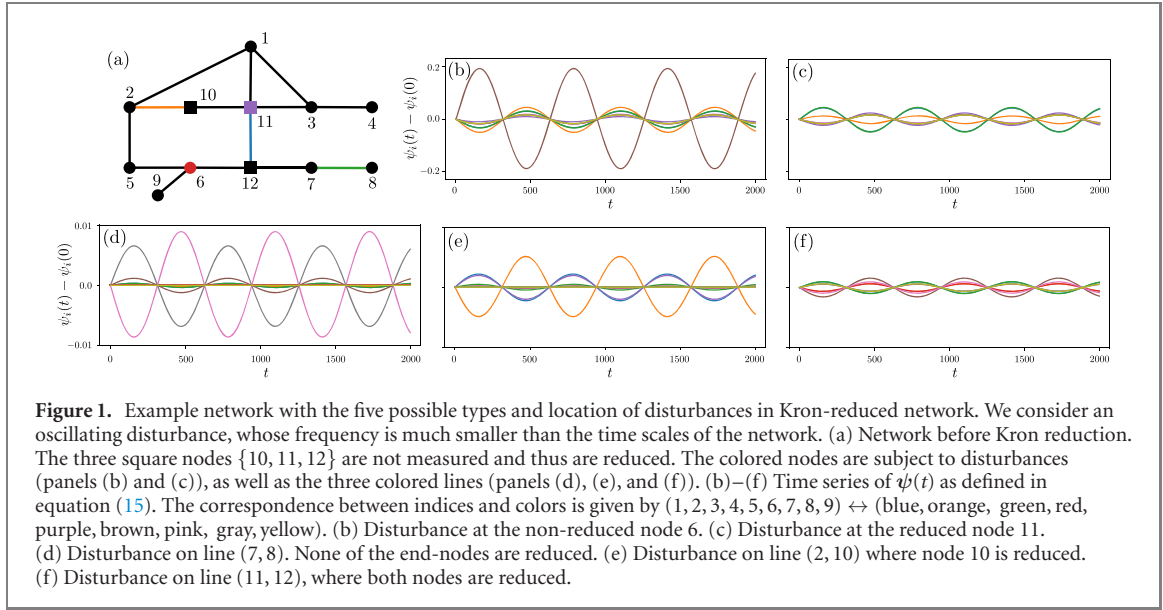 (a)
1
2
10
11
3
4
5
9
6
12
7
8
(b)
ψᵢ(t) − ψᵢ(0)
0.2
0.0
−0.2
0
500
1000
1500
2000
t
(c)
0
500
1000
1500
2000
t
(d)
ψᵢ(t) − ψᵢ(0)
0.01
0.0
−0.01
0
500
1000
1500
2000
t
(e)
0
500
1000
1500
2000
t
(f)
0
500
1000
1500
2000
t
Figure 1. Example network with the five possible types and location of disturbances in Kron-reduced network. We consider an
oscillating disturbance, whose frequency is much smaller than the time scales of the network. (a) Network before Kron reduction.
The three square nodes {10, 11, 12} are not measured and thus are reduced. The colored nodes are subject to disturbances
(panels (b) and (c)), as well as the three colored lines (panels (d), (e), and (f)). (b)–(f) Time series of ψ(t) as defined in
equation (15). The correspondence between indices and colors is given by (1, 2, 3, 4, 5, 6, 7, 8, 9) ↔ (blue, orange, green, red,
purple, brown, pink, gray, yellow). (b) Disturbance at the non-reduced node 6. (c) Disturbance at the reduced node 11.
(d) Disturbance on line (7, 8). None of the end-nodes are reduced. (e) Disturbance on line (2, 10) where node 10 is reduced.
(f) Disturbance on line (11, 12), where both nodes are reduced.